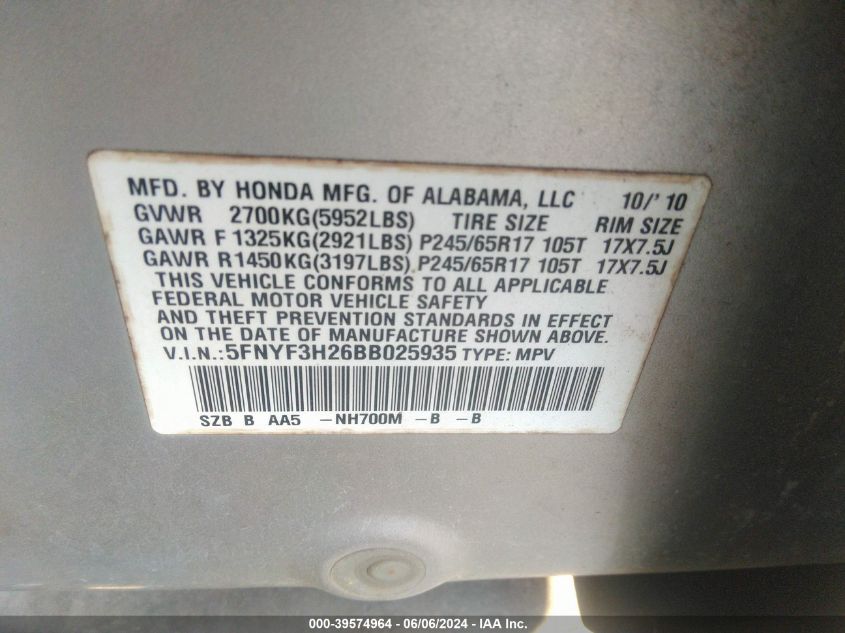 MFD. BY HONDA MFG. OF ALABAMA, LLC 10/' 10
GVWR 2700KG(5952LBS) TIRE SIZE RIM SIZE
GAWR F 1325KG(2921LBS) P245/65R17 105T 17X7.5J
GAWR R 1450KG(3197LBS) P245/65R17 105T 17X7.5J
THIS VEHICLE CONFORMS TO ALL APPLICABLE
FEDERAL MOTOR VEHICLE SAFETY
AND THEFT PREVENTION STANDARDS IN EFFECT
ON THE DATE OF MANUFACTURE SHOWN ABOVE.
V.I.N.:5FNYF3H26BB025935 TYPE: MPV
SZB B AA5 -NH700M -B -B
000-39574964 - 06/06/2024 - IAA Inc.